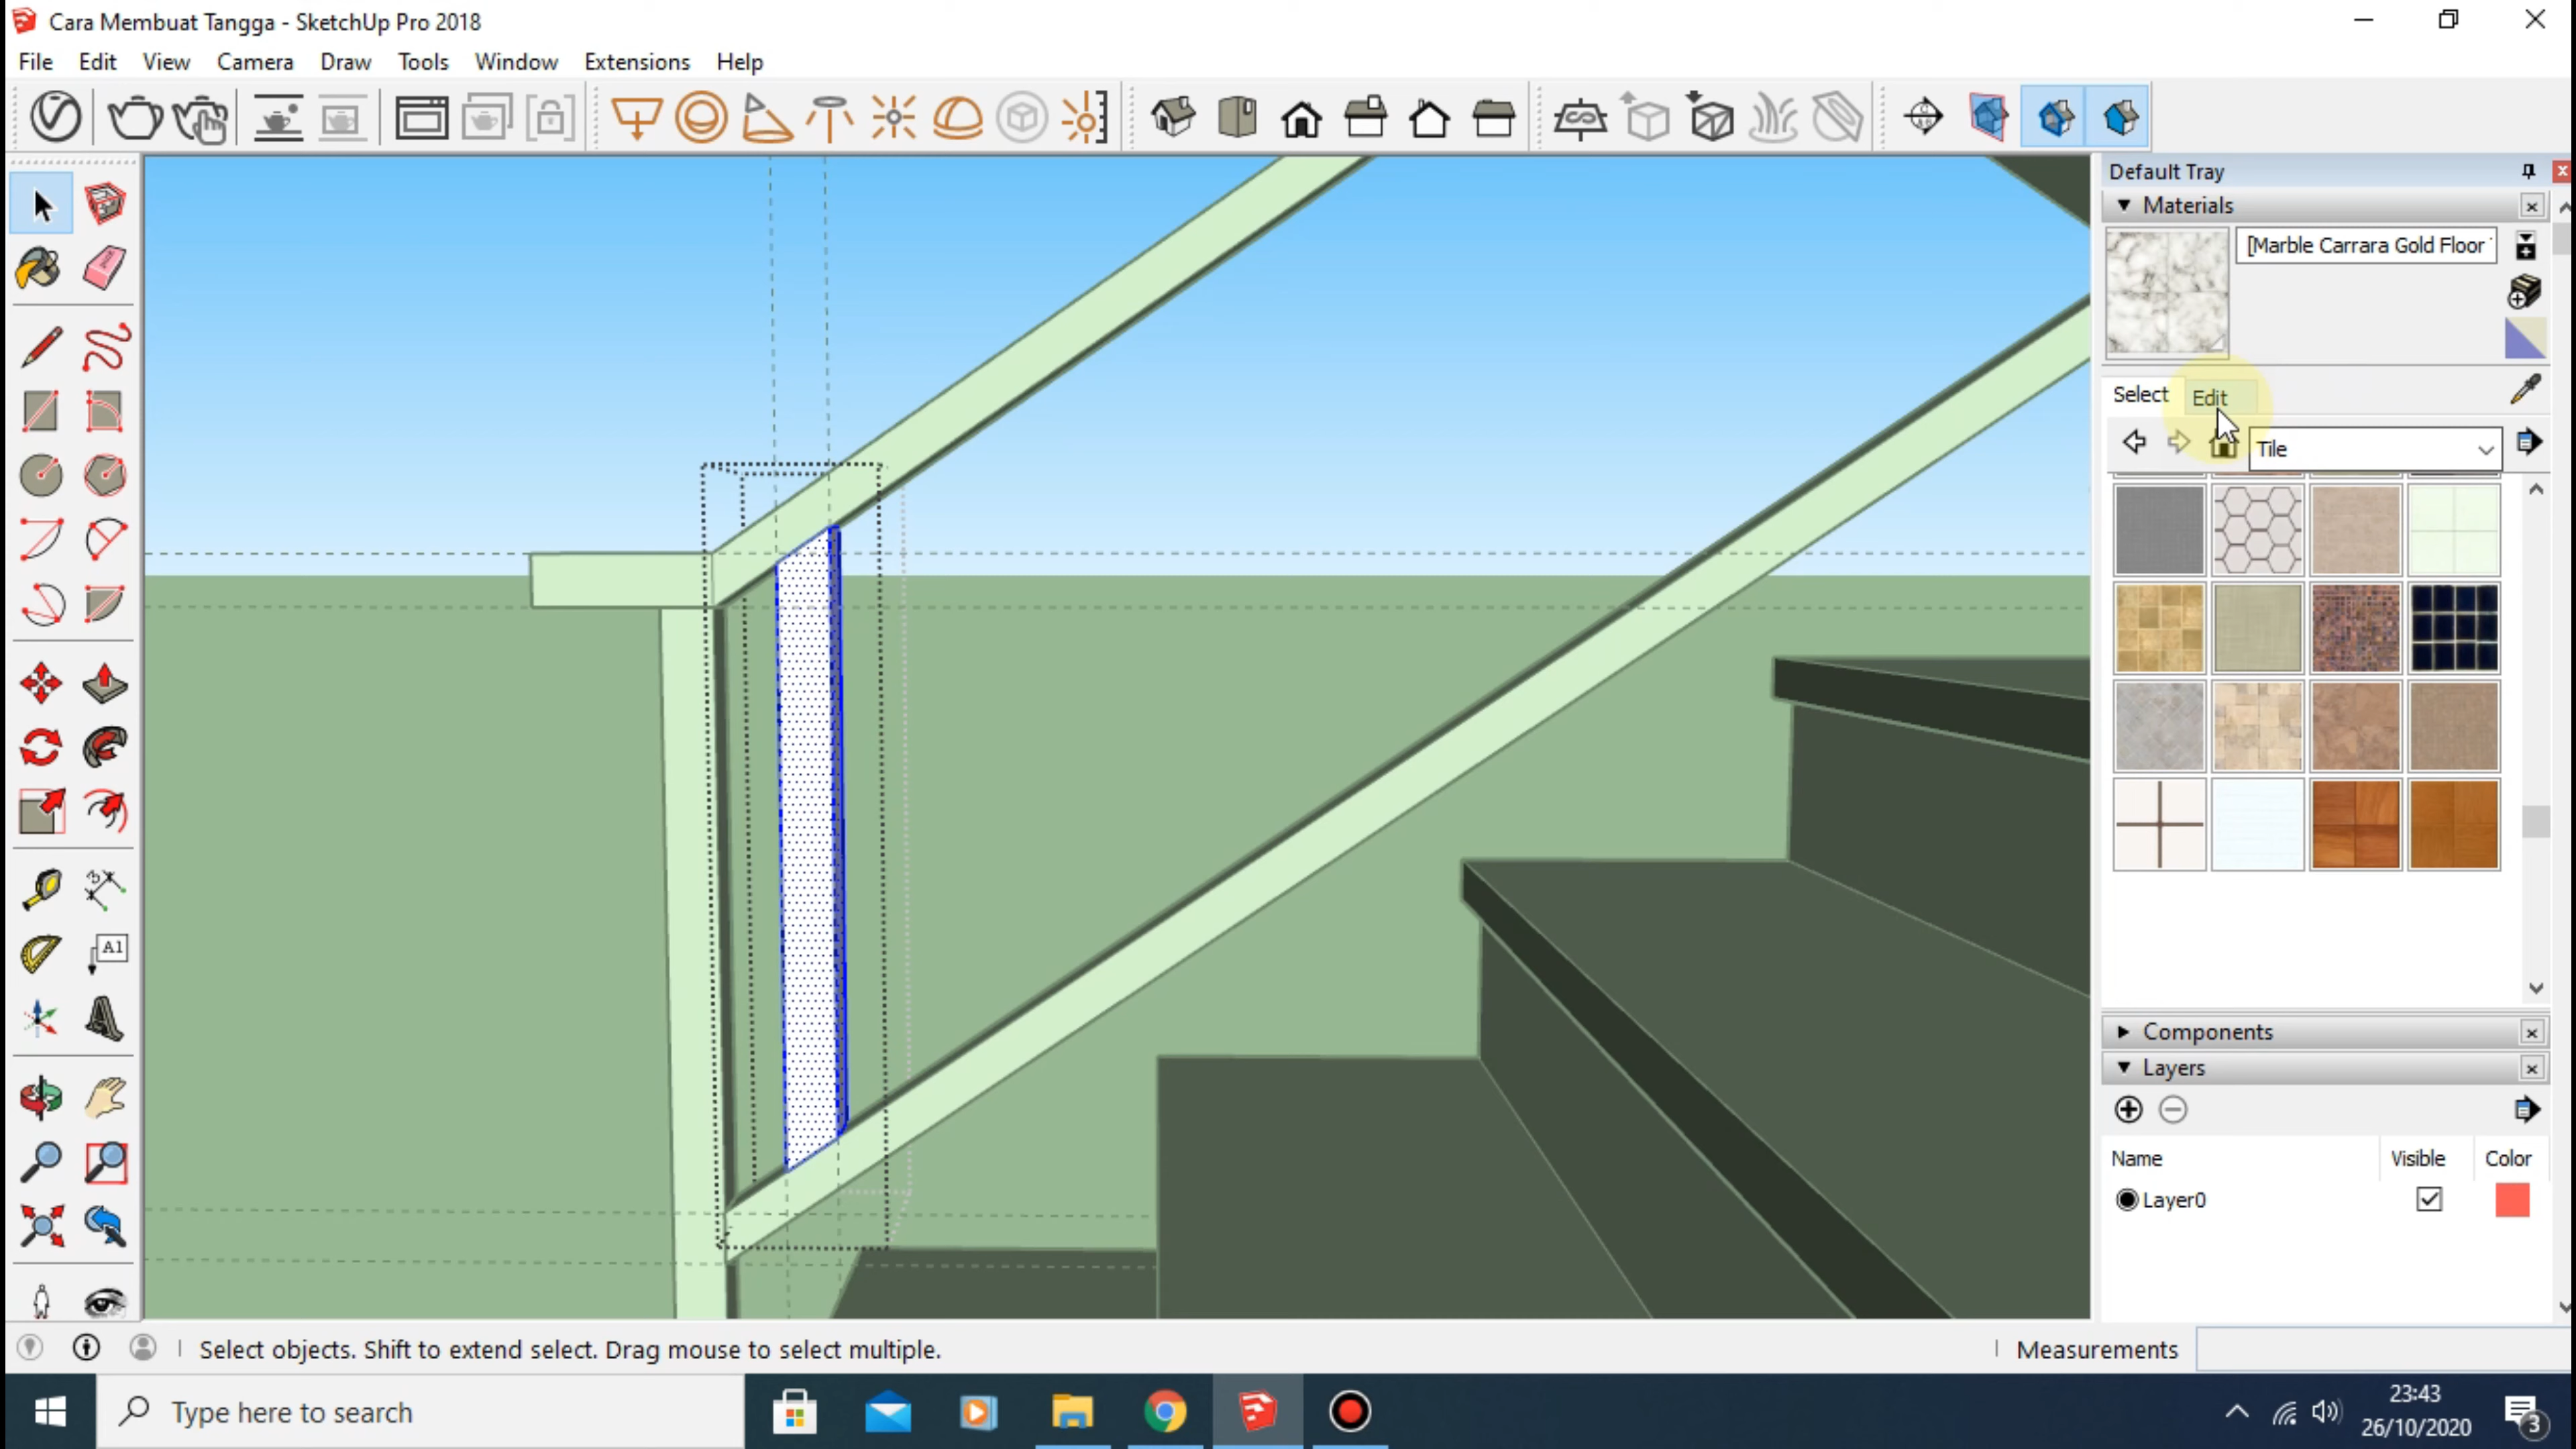 Cara Membuat Tangga - SketchUp Pro 2018
File Edit View Camera Draw Tools Window Extensions Help
Default Tray
Materials
[Marble Carrara Gold Floor
Select Edit
Tile
A1
Components
Layers
Name Visible Color
Layer0
Select objects. Shift to extend select. Drag mouse to select multiple.
Measurements
Type here to search
23:43
26/10/2020
3